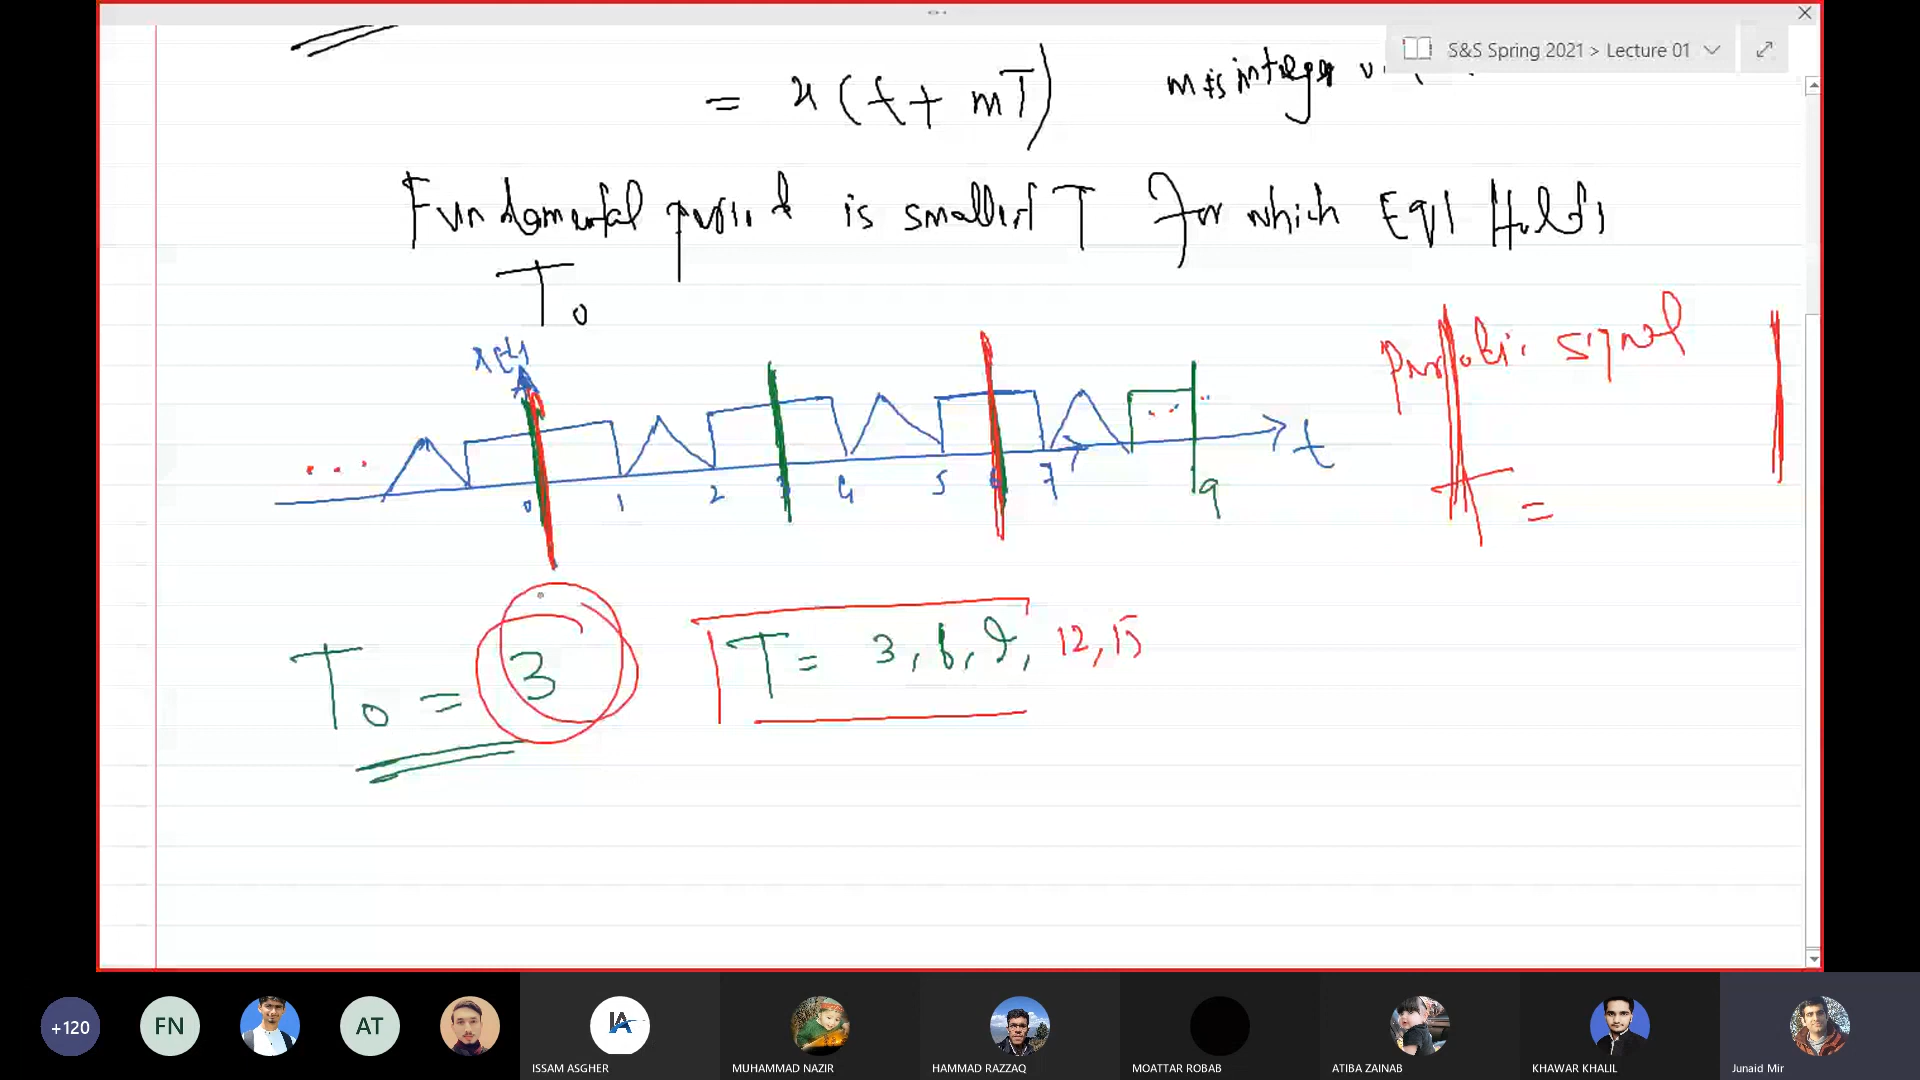 S&S Spring 2021 > Lecture 01
= x(t + mT) m is integer
Fundamental period is smallest T for which Eq1 Holds
T₀
x(t)
Periodic signal
0 1 2 3 4 5 6 7 9 t
T =
T₀ = 3 T = 3, 6, 9, 12, 15
+120 FN AT IA
ISSAM ASGHER MUHAMMAD NAZIR HAMMAD RAZZAQ MOATTAR ROBAB ATIBA ZAINAB KHAWAR KHALIL Junaid Mir